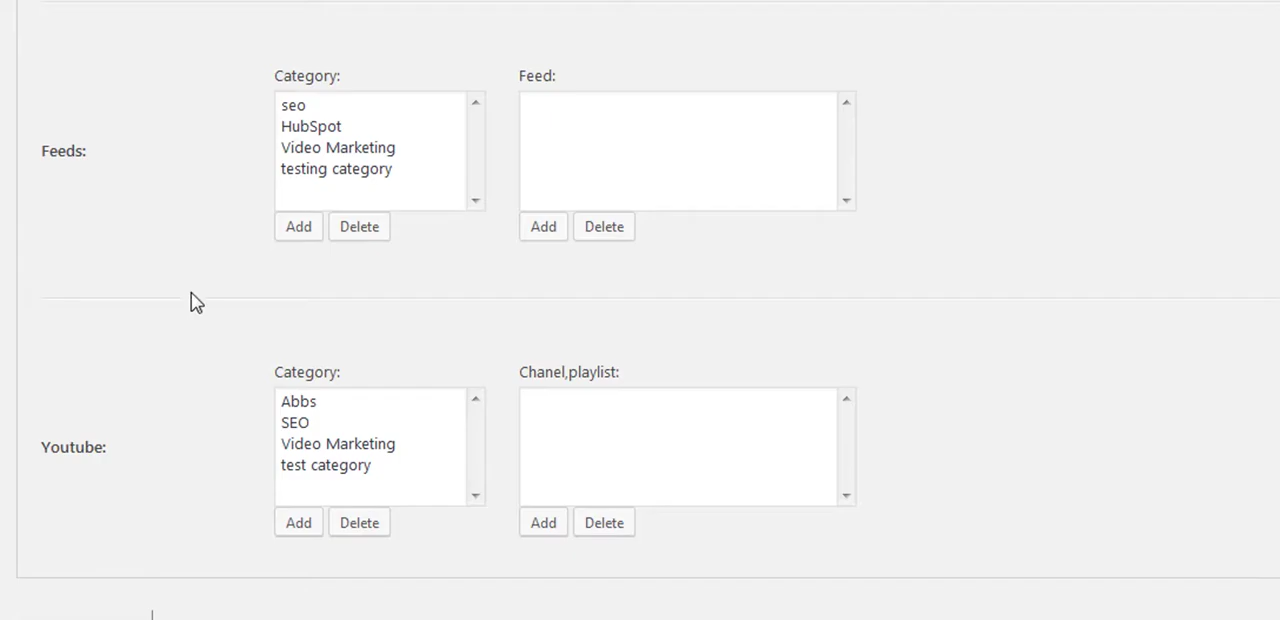 Category:
Feed:
seo
HubSpot
Video Marketing
testing category
Feeds:
Add
Delete
Add
Delete
Category:
Chanel,playlist:
Abbs
SEO
Video Marketing
test category
Youtube:
Add
Delete
Add
Delete